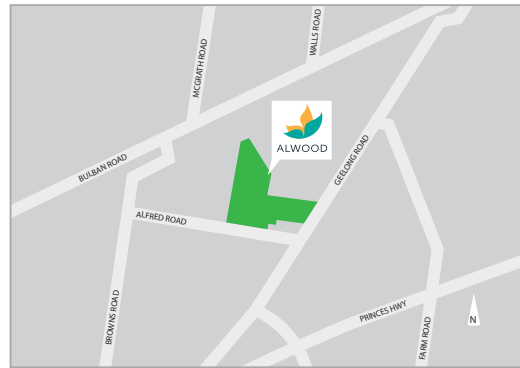 MCGRATH ROAD
WALLS ROAD
ALWOOD
BULBAN ROAD
GEELONG ROAD
ALFRED ROAD
BROWNS ROAD
PRINCES HWY
FARM ROAD
N